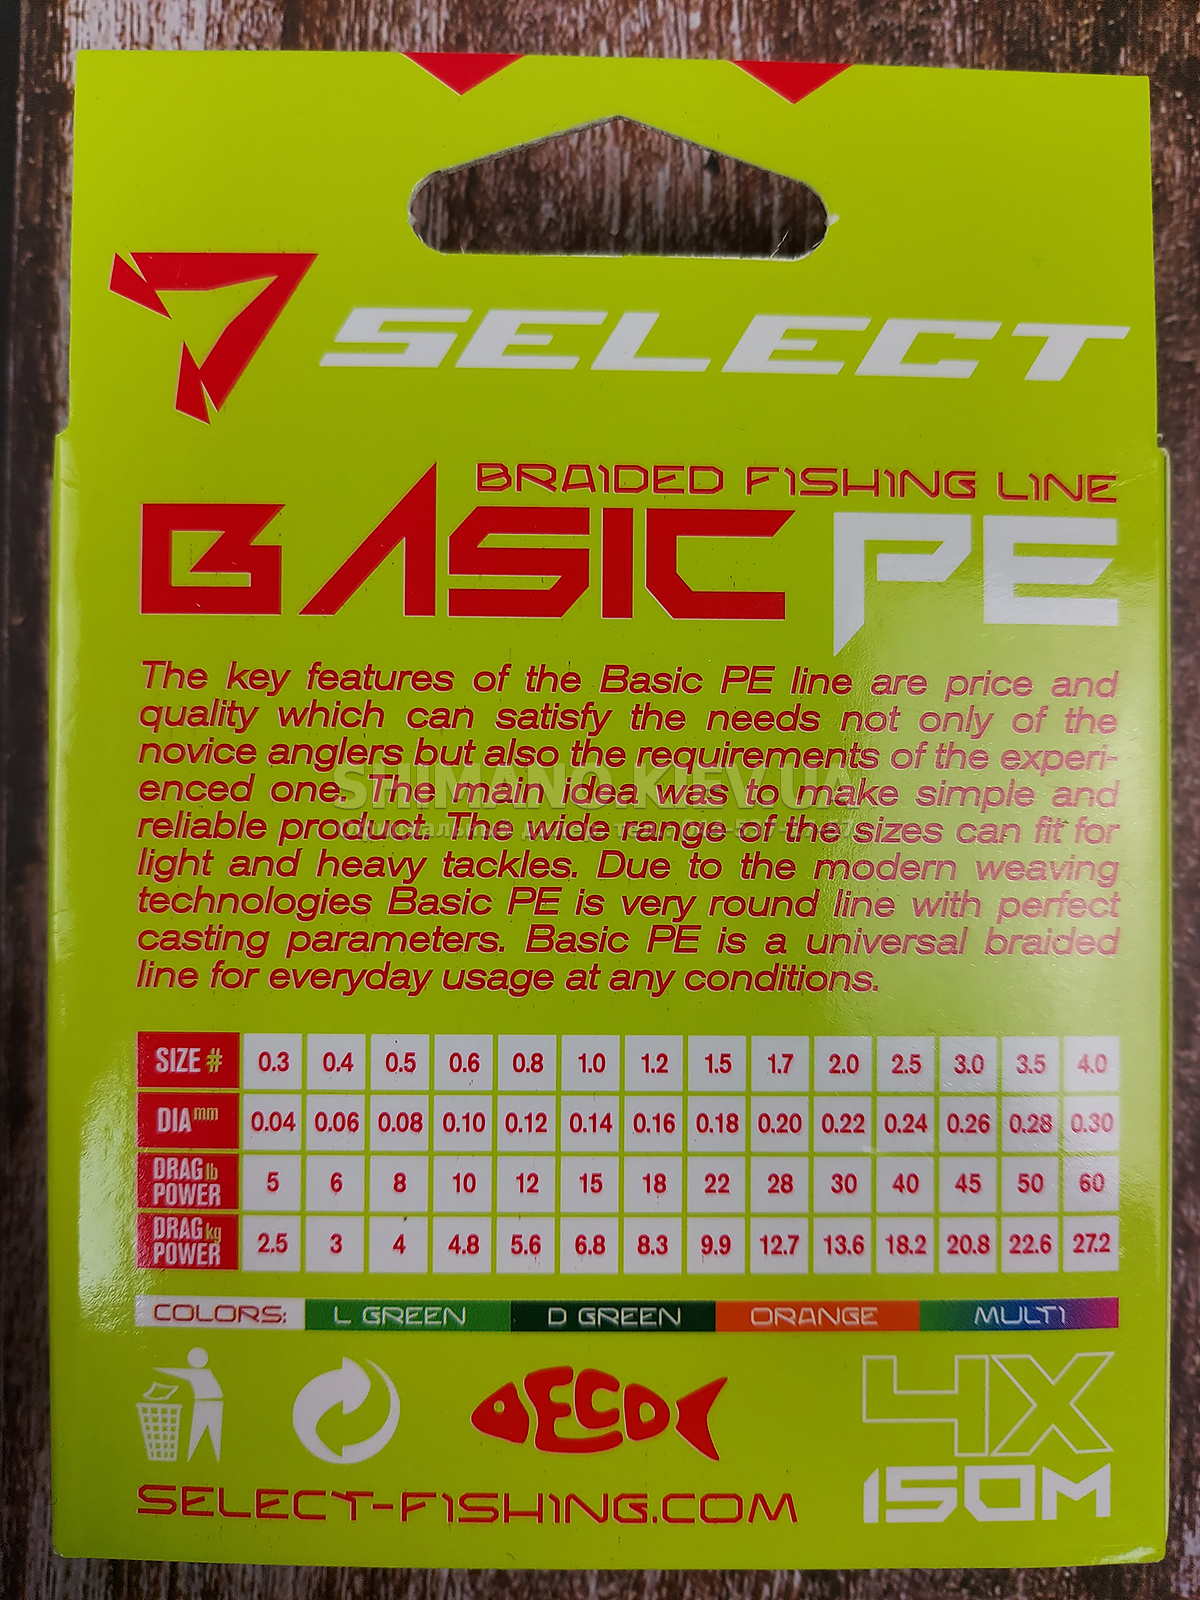 SELECT
BRAIDED FISHING LINE
BASIC PE
The key features of the Basic PE line are price and
quality which can satisfy the needs not only of the
novice anglers but also the requirements of the experi-
enced one. The main idea was to make simple and
reliable product. The wide range of the sizes can fit for
light and heavy tackles. Due to the modern weaving
technologies Basic PE is very round line with perfect
casting parameters. Basic PE is a universal braided
line for everyday usage at any conditions.
SHIMANO.KIEV.UA
SIZE # 0.3 0.4 0.5 0.6 0.8 1.0 1.2 1.5 1.7 2.0 2.5 3.0 3.5 4.0
DIA mm 0.04 0.06 0.08 0.10 0.12 0.14 0.16 0.18 0.20 0.22 0.24 0.26 0.28 0.30
DRAG lb POWER 5 6 8 10 12 15 18 22 28 30 40 45 50 60
DRAG kg POWER 2.5 3 4 4.8 5.6 6.8 8.3 9.9 12.7 13.6 18.2 20.8 22.6 27.2
COLORS: L GREEN D GREEN ORANGE MULTI
ECO
4X
150M
SELECT-FISHING.COM